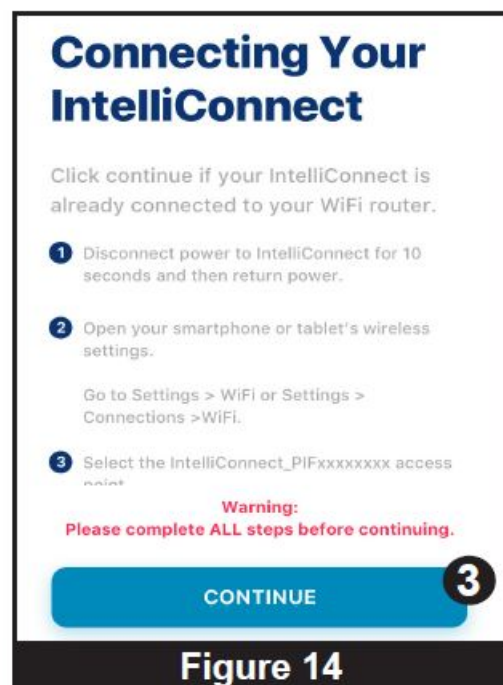 Connecting Your
IntelliConnect
Click continue if your IntelliConnect is
already connected to your WiFi router.
1 Disconnect power to IntelliConnect for 10
seconds and then return power.
2 Open your smartphone or tablet's wireless
settings.
Go to Settings > WiFi or Settings >
Connections >WiFi.
3 Select the IntelliConnect_PIFxxxxxxxx access
point
Warning:
Please complete ALL steps before continuing.
CONTINUE
3
Figure 14